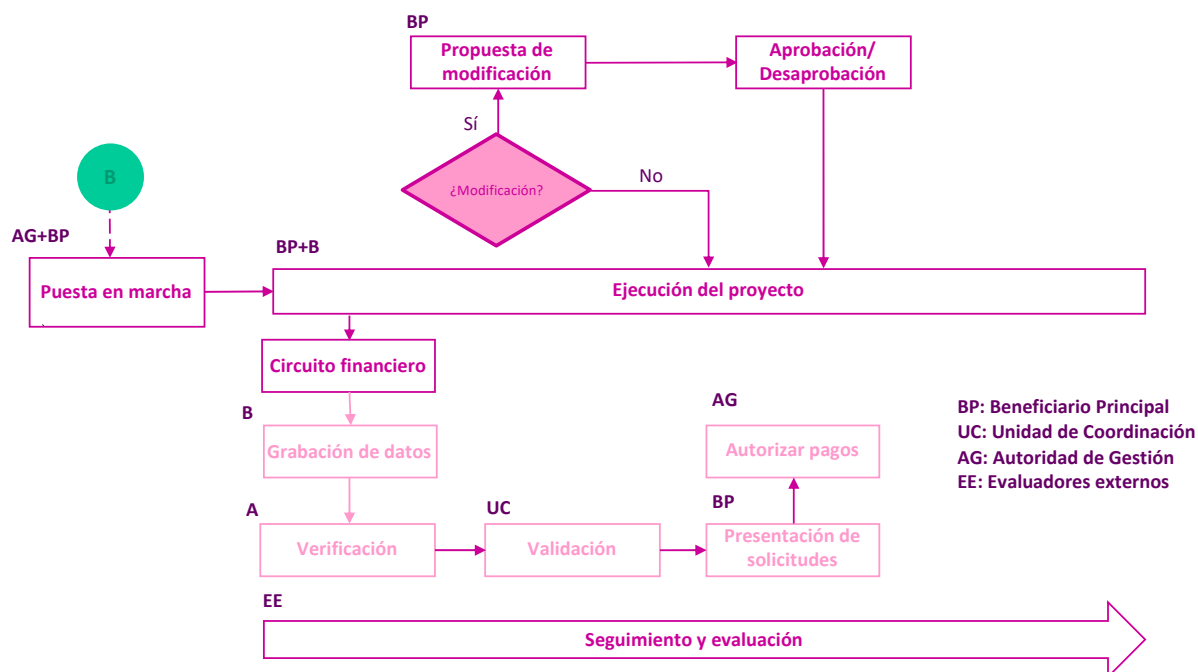 BP
Propuesta de
modificación
Aprobación/
Desaprobación
Sí
¿Modificación?
No
B
AG+BP
Puesta en marcha
BP+B
Ejecución del proyecto
Circuito financiero
B
Grabación de datos
AG
Autorizar pagos
A
Verificación
UC
Validación
BP
Presentación de
solicitudes
BP: Beneficiario Principal
UC: Unidad de Coordinación
AG: Autoridad de Gestión
EE: Evaluadores externos
EE
Seguimiento y evaluación